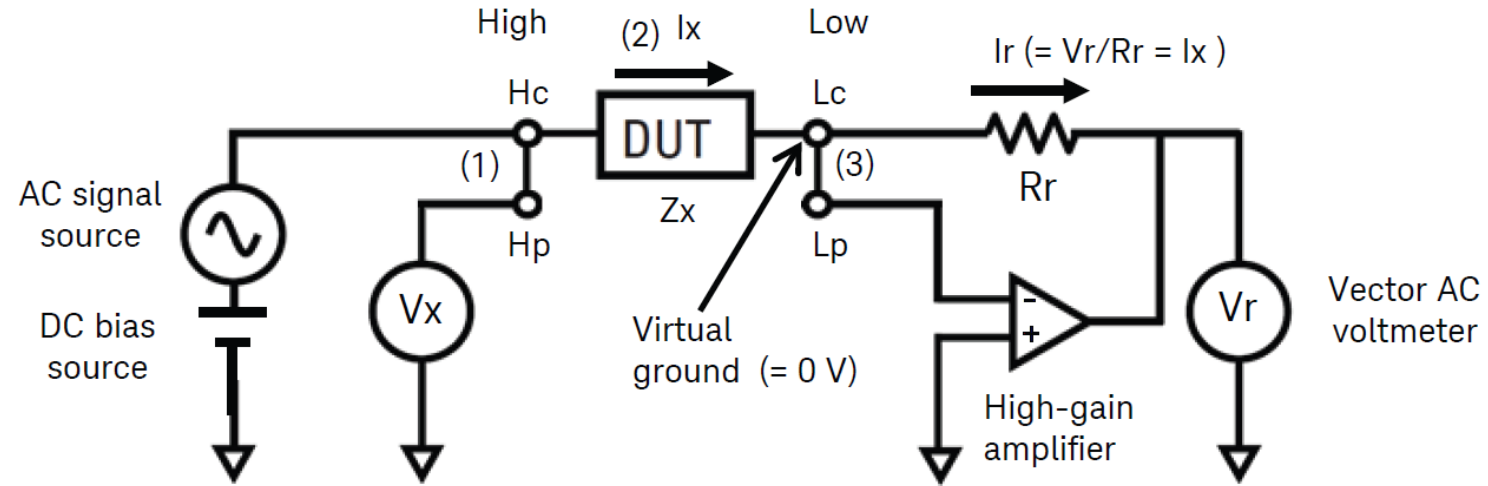 High
(2) Ix
Low
Ir (= Vr/Rr = Ix )
Hc
DUT
Lc
(1)
(3)
AC signal
source
Zx
Rr
Hp
Lp
Vx
Virtual
ground (= 0 V)
-
+
Vr
Vector AC
voltmeter
DC bias
source
High-gain
amplifier